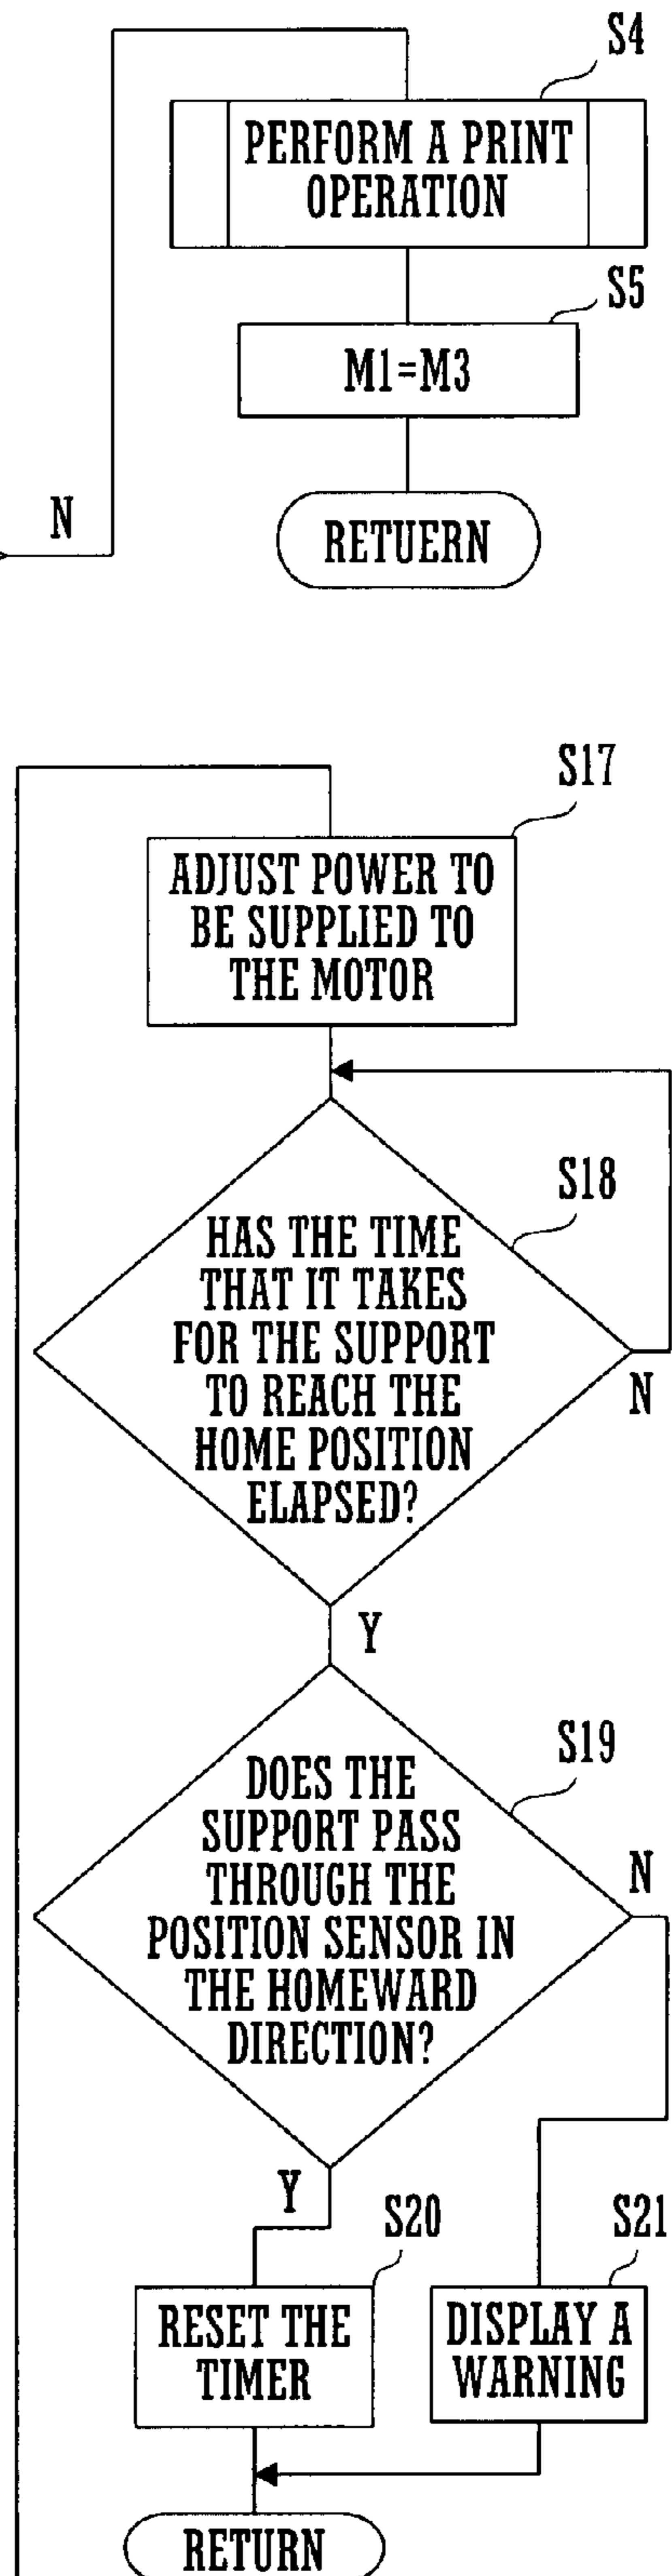 S4
PERFORM A PRINT
OPERATION
S5
M1=M3
N
RETUERN
S17
ADJUST POWER TO
BE SUPPLIED TO
THE MOTOR
S18
HAS THE TIME
THAT IT TAKES
FOR THE SUPPORT
TO REACH THE
HOME POSITION
ELAPSED?
N
Y
S19
DOES THE
SUPPORT PASS
THROUGH THE
POSITION SENSOR IN
THE HOMEWARD
DIRECTION?
N
Y
S20
RESET THE
TIMER
S21
DISPLAY A
WARNING
RETURN